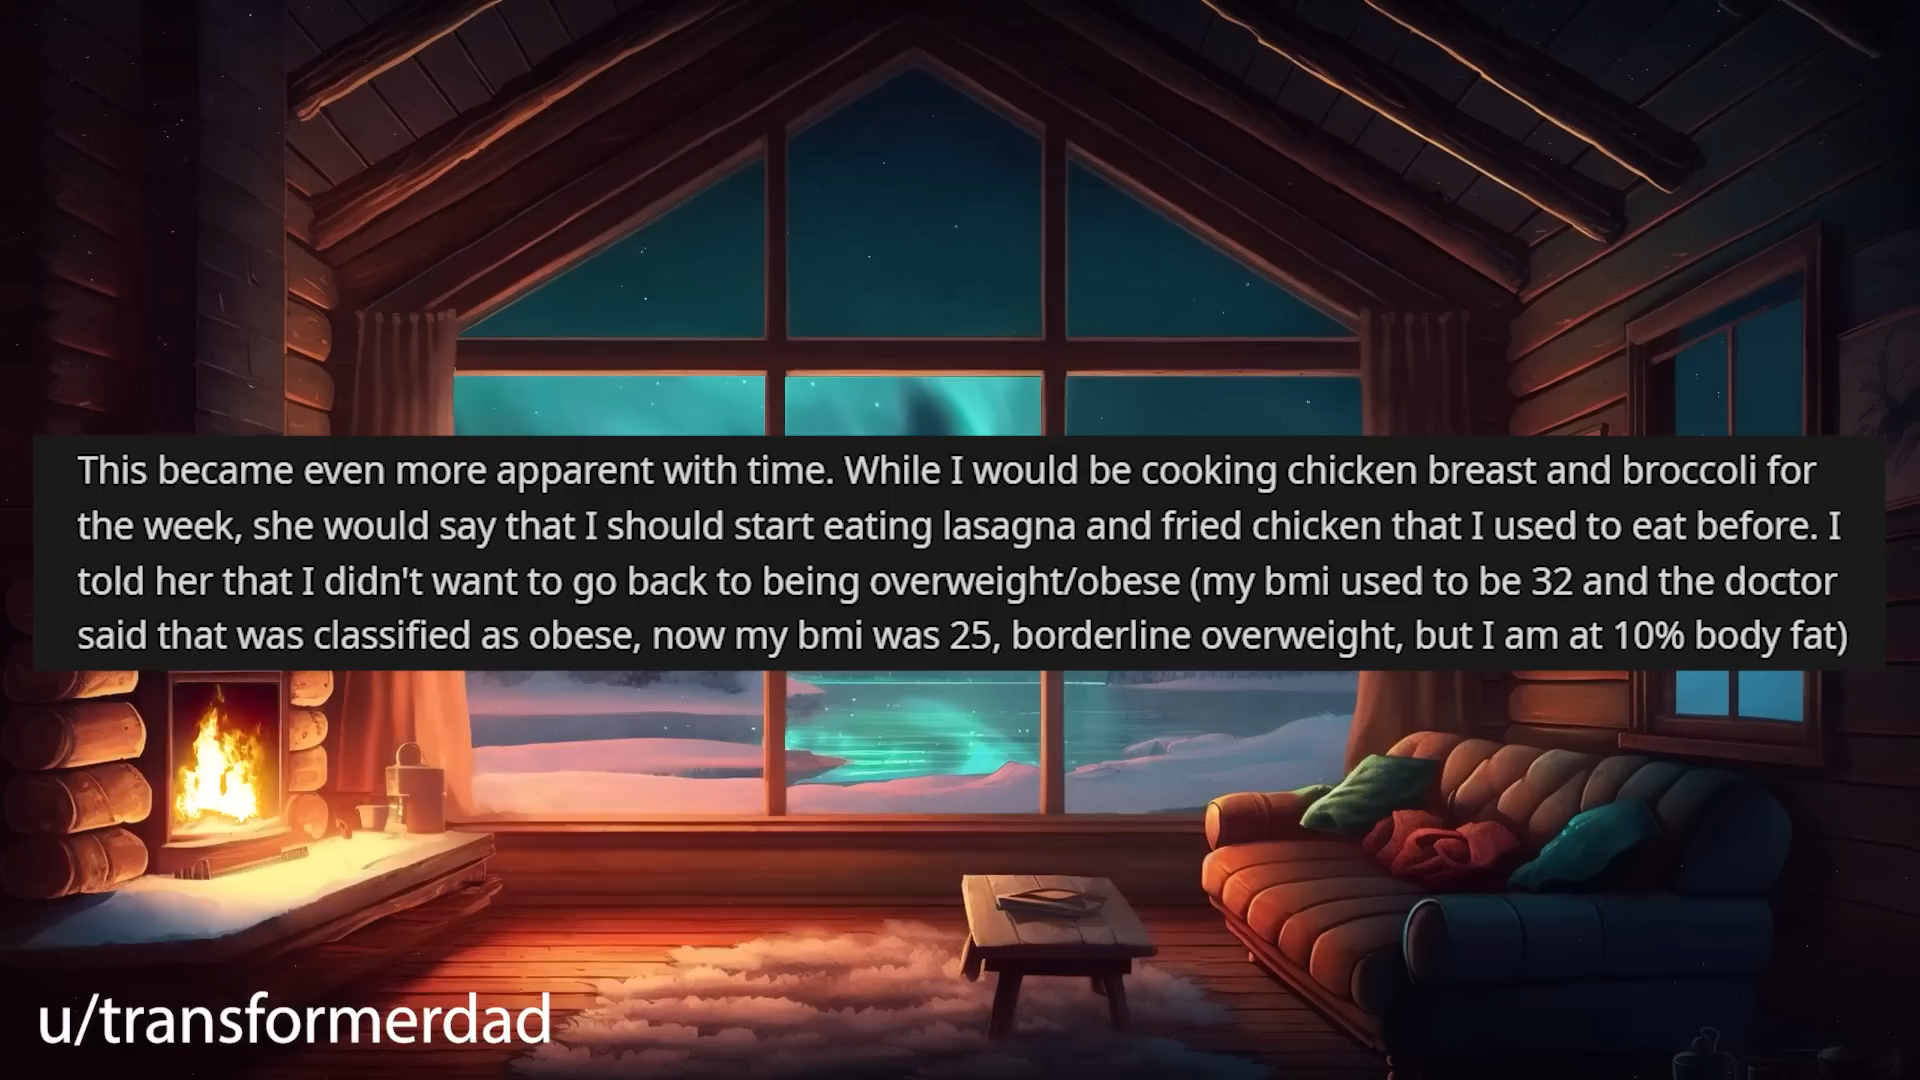 This became even more apparent with time. While I would be cooking chicken breast and broccoli for
the week, she would say that I should start eating lasagna and fried chicken that I used to eat before. I
told her that I didn't want to go back to being overweight/obese (my bmi used to be 32 and the doctor
said that was classified as obese, now my bmi was 25, borderline overweight, but I am at 10% body fat)
u/transformerdad